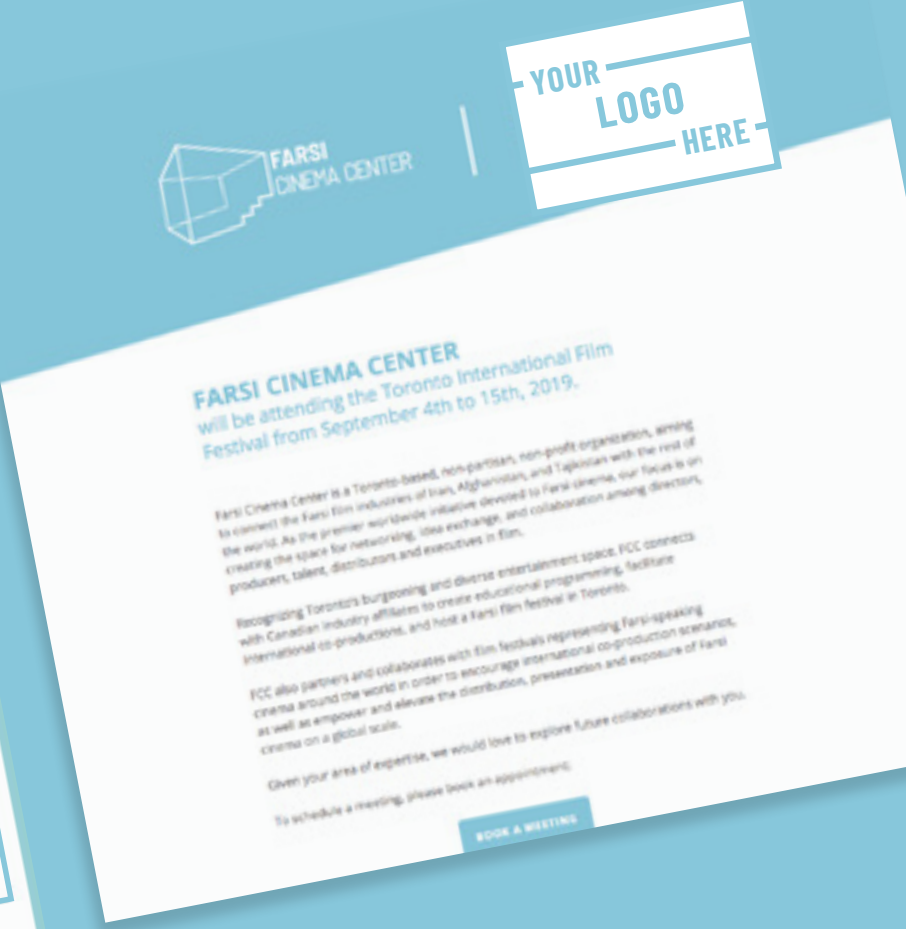 YOUR
LOGO
HERE
FARSI
CINEMA CENTER
FARSI CINEMA CENTER
will be attending the Toronto International Film
Festival from September 4th to 15th, 2019.
Farsi Cinema Center is a Toronto-based, non-partisan, non-profit organization, aiming
to connect the Farsi film industries of Iran, Afghanistan, and Tajikistan with the rest of
the world. As the premier worldwide initiative devoted to Farsi cinema, our focus is on
creating the space for networking, idea exchange, and collaboration among directors,
producers, talent, distributors and executives in film.
Recognizing Toronto's burgeoning and diverse entertainment space, FCC connects
with Canadian industry affiliates to create educational programming, facilitate
international co-productions, and host a Farsi film festival in Toronto.
FCC also partners and collaborates with film festivals representing Farsi-speaking
cinema around the world in order to encourage international co-production scenarios,
as well as empower and elevate the distribution, presentation and exposure of Farsi
cinema on a global scale.
Given your area of expertise, we would love to explore future collaborations with you.
To schedule a meeting, please book an appointment:
BOOK A MEETING